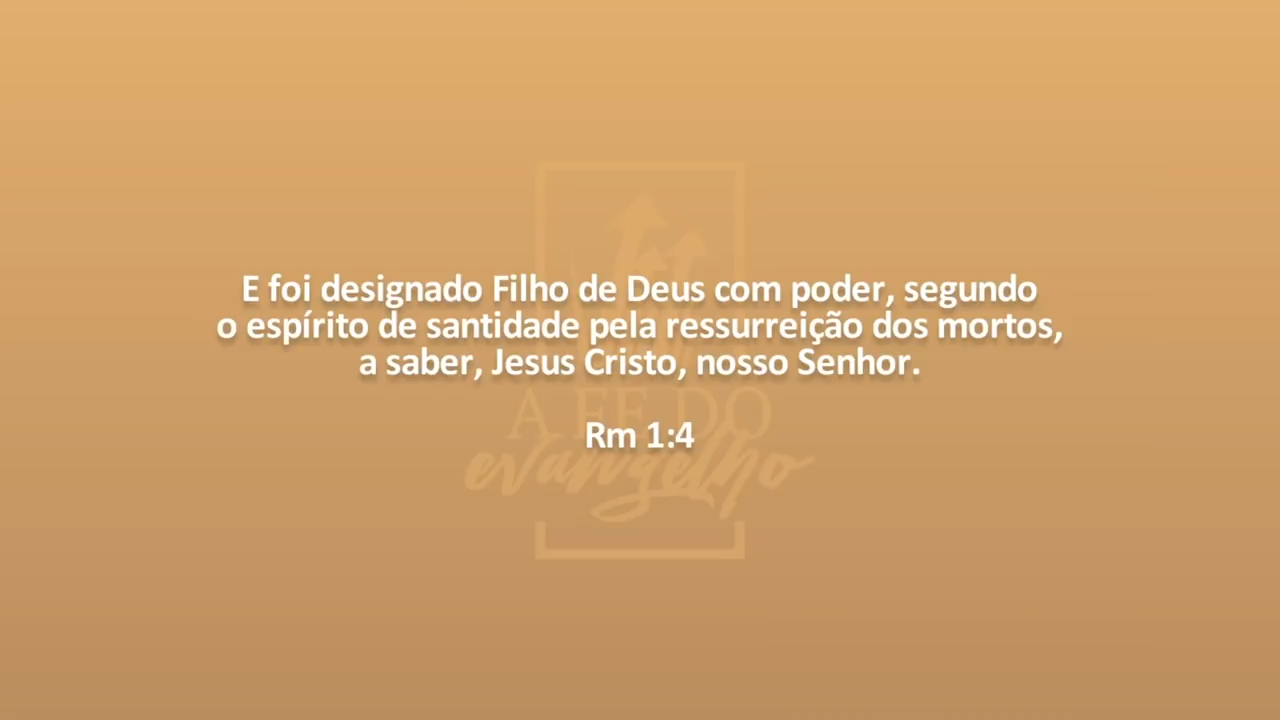 E foi designado Filho de Deus com poder, segundo
o espírito de santidade pela ressurreição dos mortos,
a saber, Jesus Cristo, nosso Senhor.
A FÉ DO
Rm 1:4
evangelho